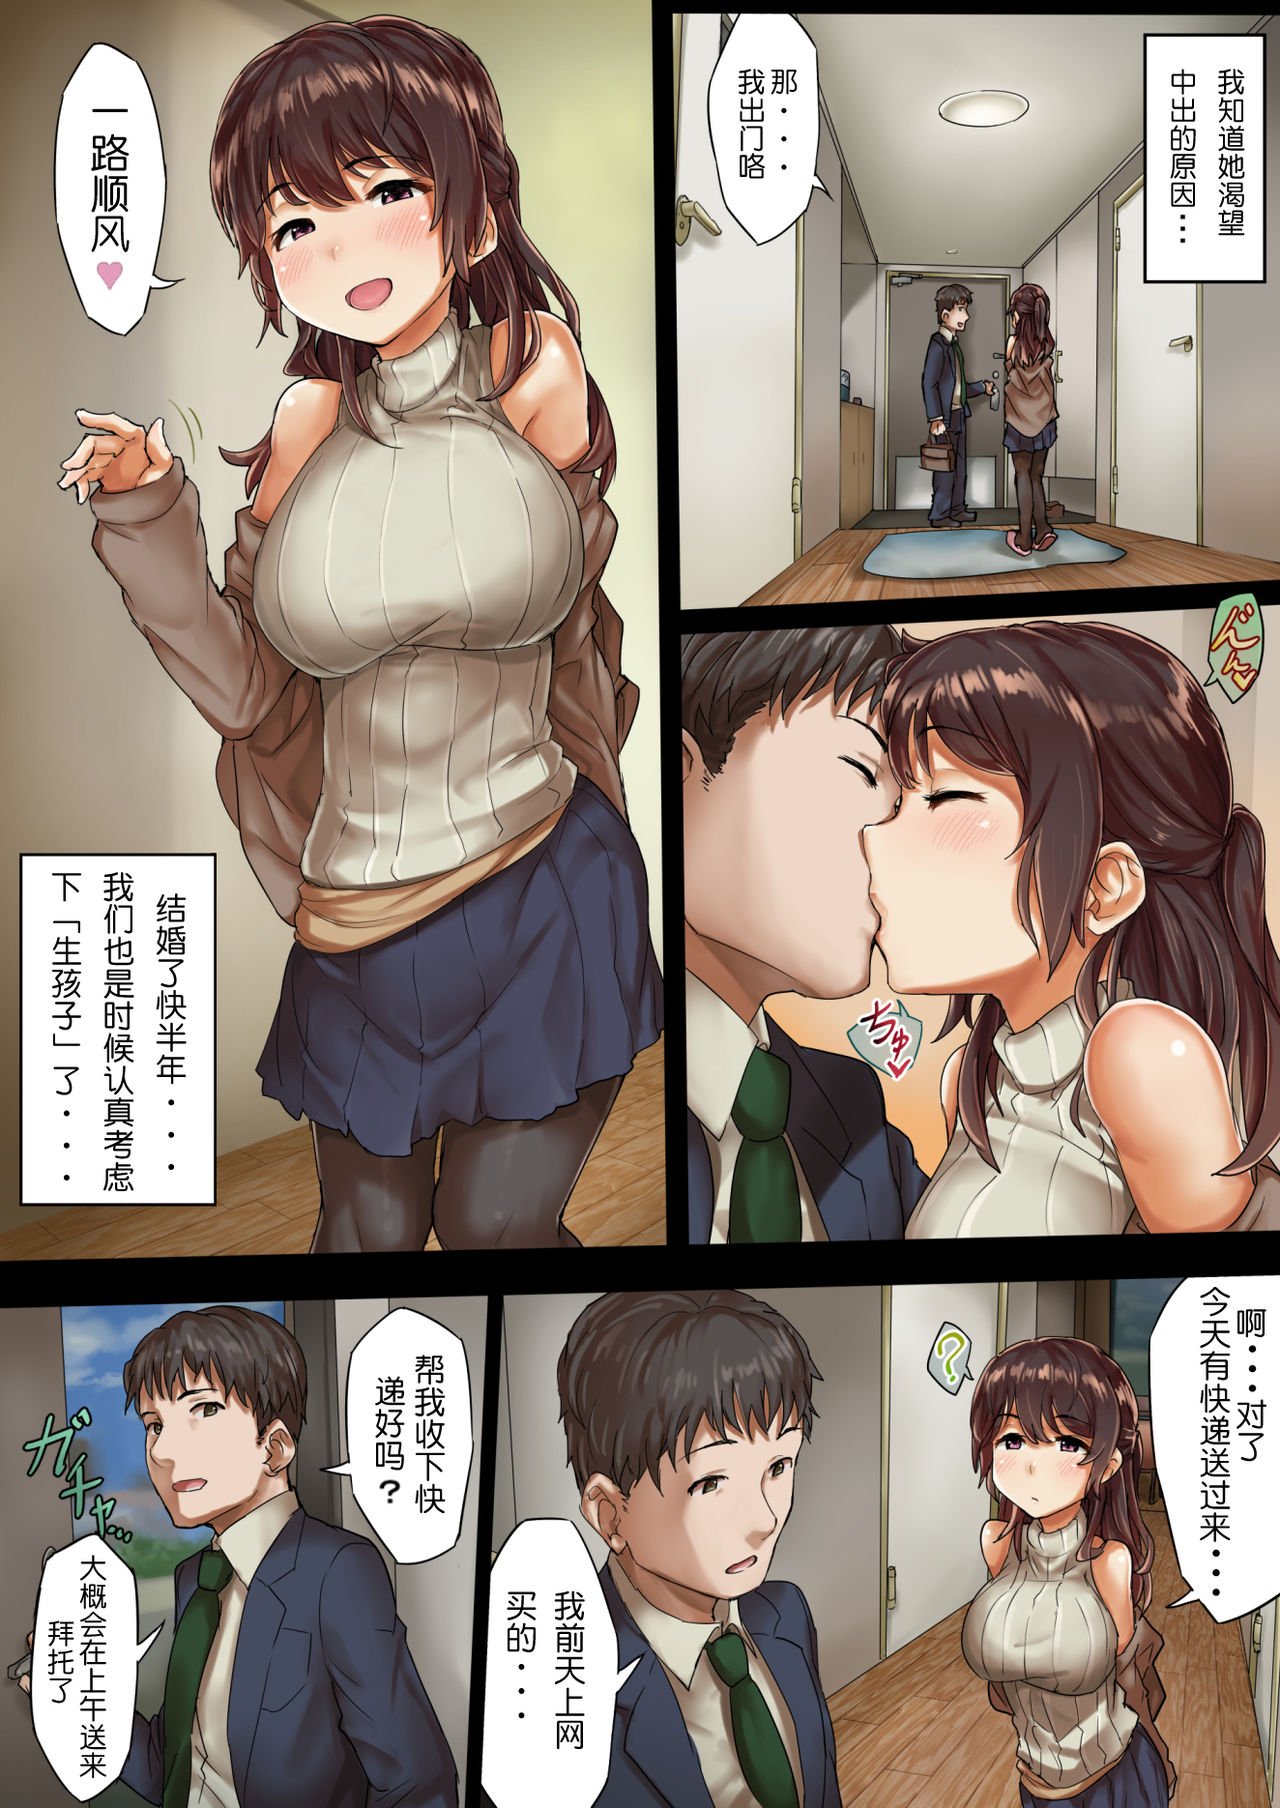 我知道她渴望
中出的原因・・・
那・・・・
我出门咯
ん
ちゅ
一路顺风
结婚了快半年・・・
我们也是时候认真考虑
下「生孩子」了・・・・
啊・・・对了
今天有快递送过来・・・・
?
我前天上网
买的・・・
帮我收下快
递好吗?
ガチャ…
大概会在上午送来
拜托了